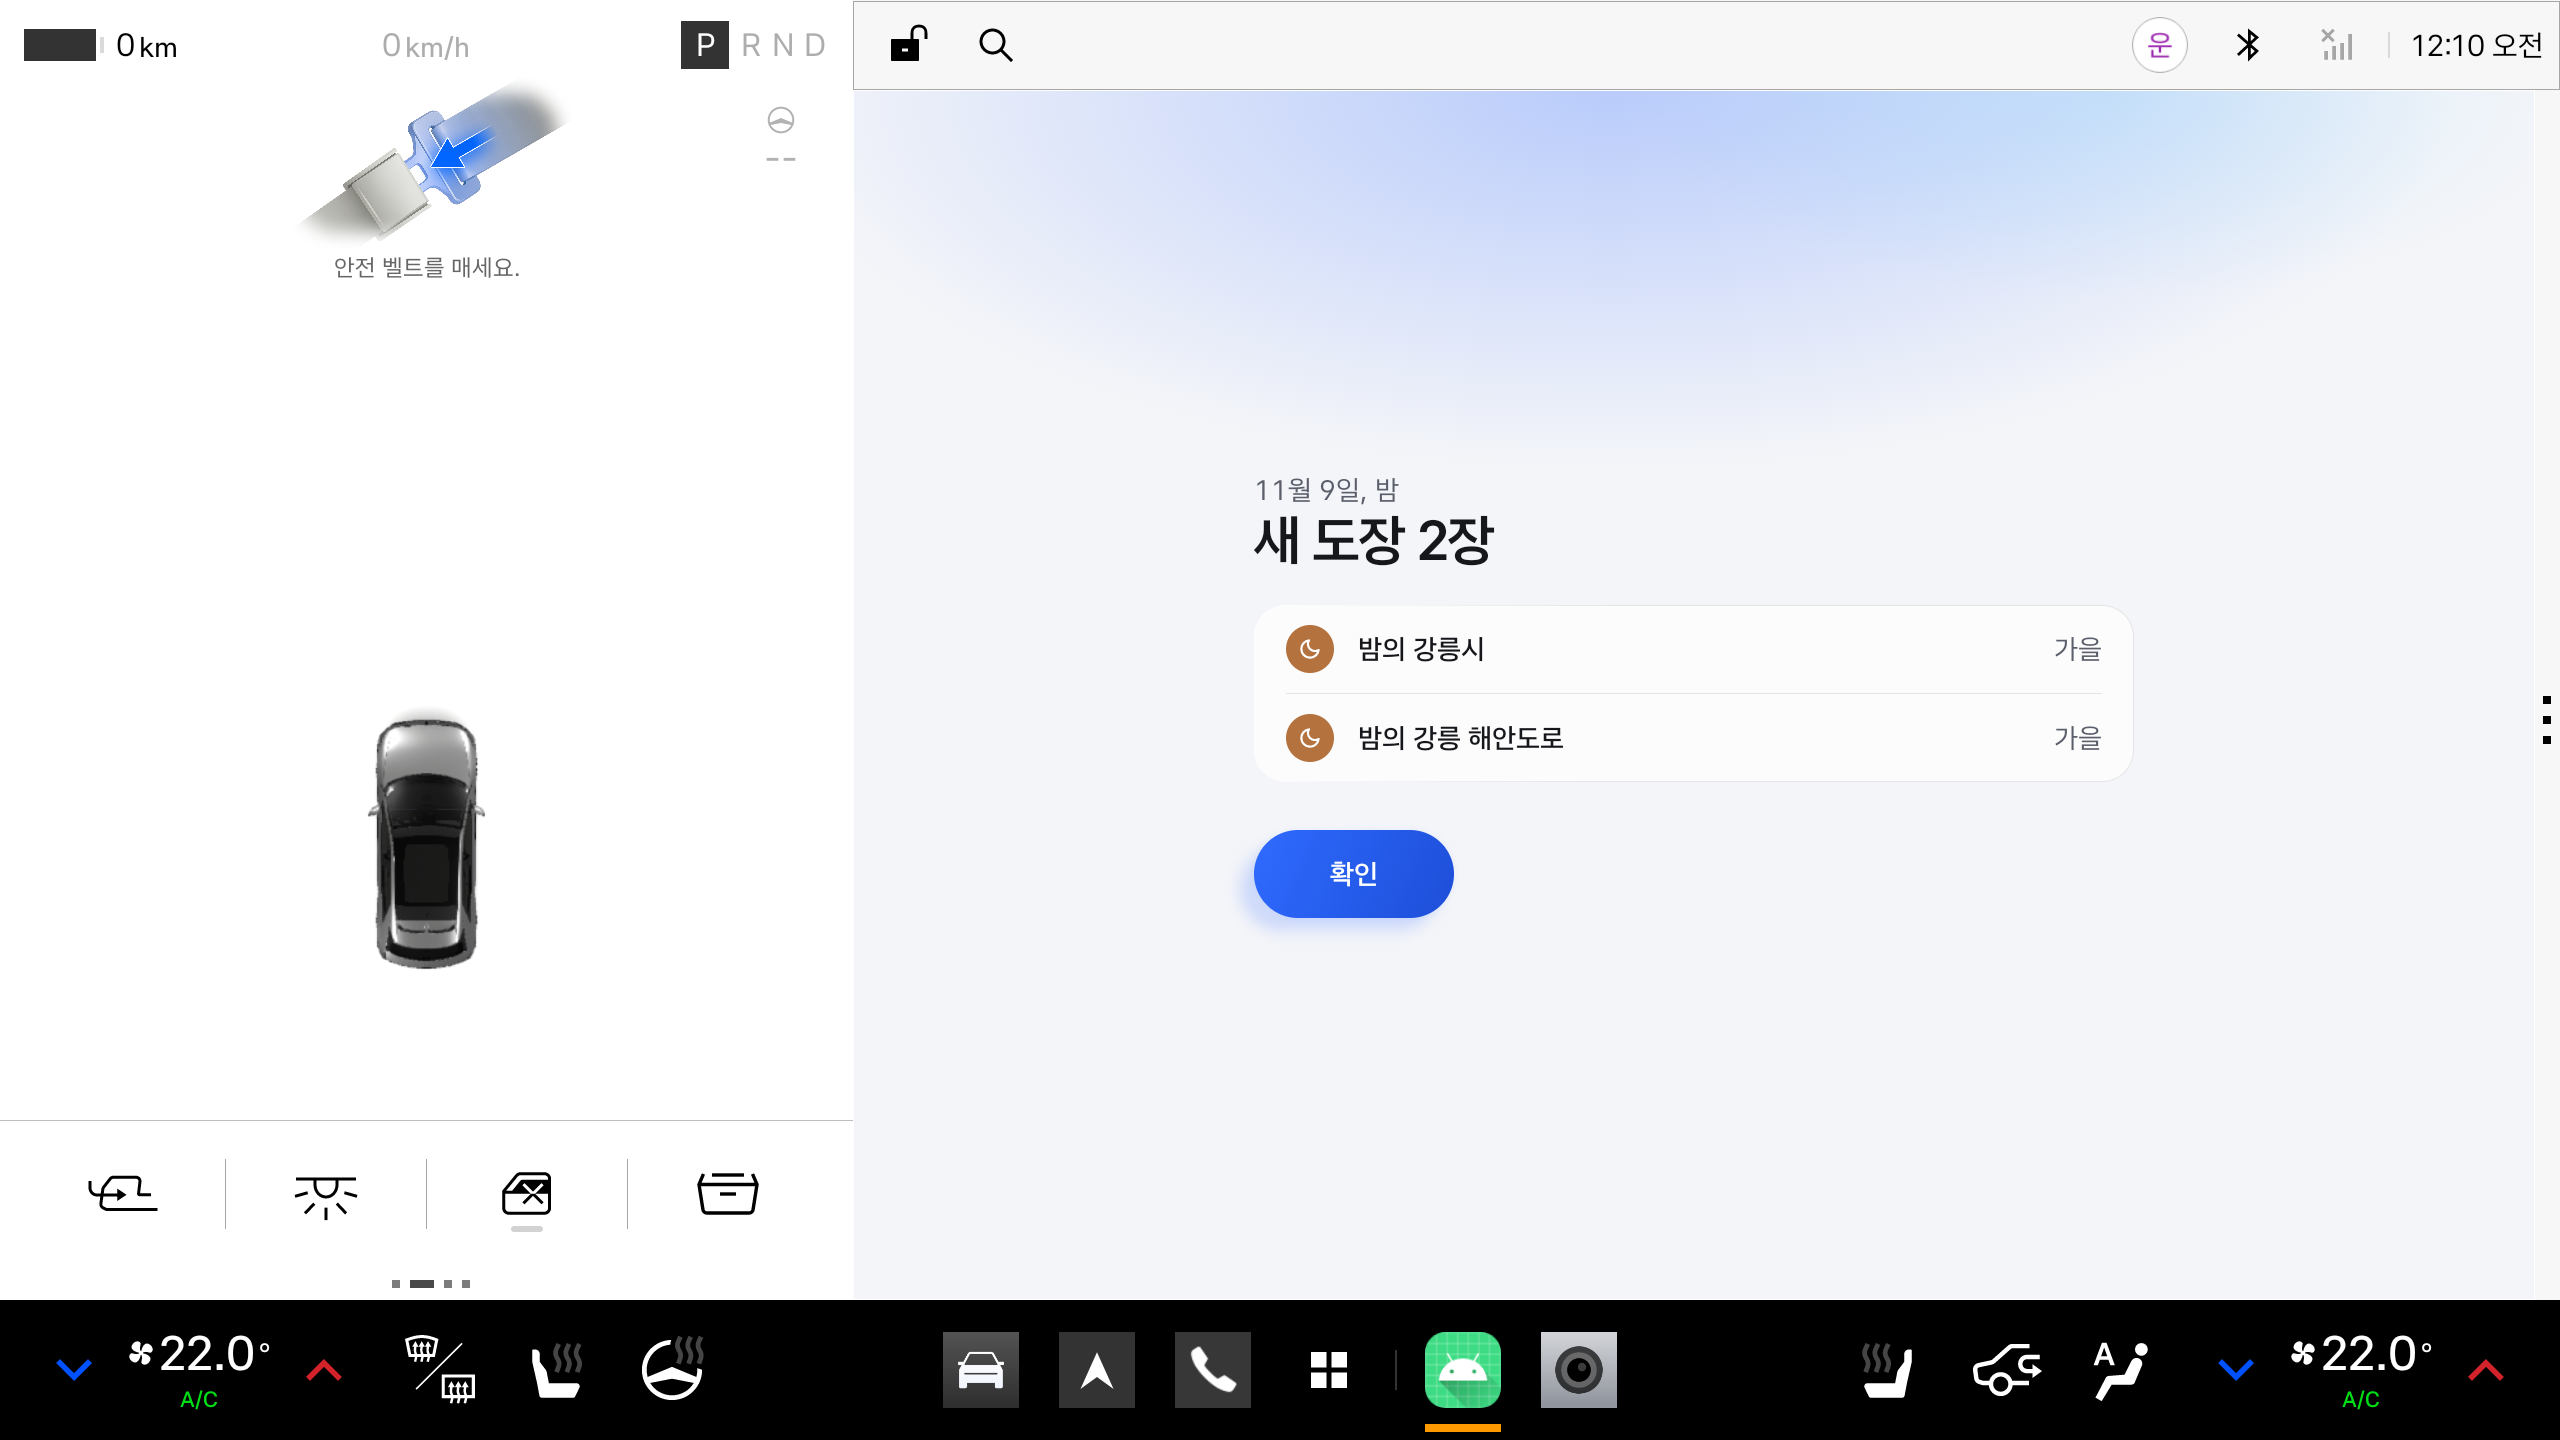 0 km
0 km/h
P R N D
운
12:10 오전
안전 벨트를 매세요.
11월 9일, 밤
새 도장 2장
밤의 강릉시
가을
밤의 강릉 해안도로
가을
확인
22.0°
A/C
A
22.0°
A/C